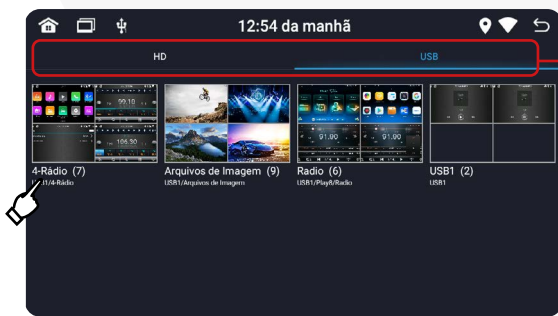 12:54 da manhã
HD USB
4-Rádio (7) Arquivos de Imagem (9) Radio (6) USB1 (2)
USB1/4-Rádio USB1/Arquivos de Imagem USB1/Play8/Radio USB1
99.10
106.30
91.90
91.90